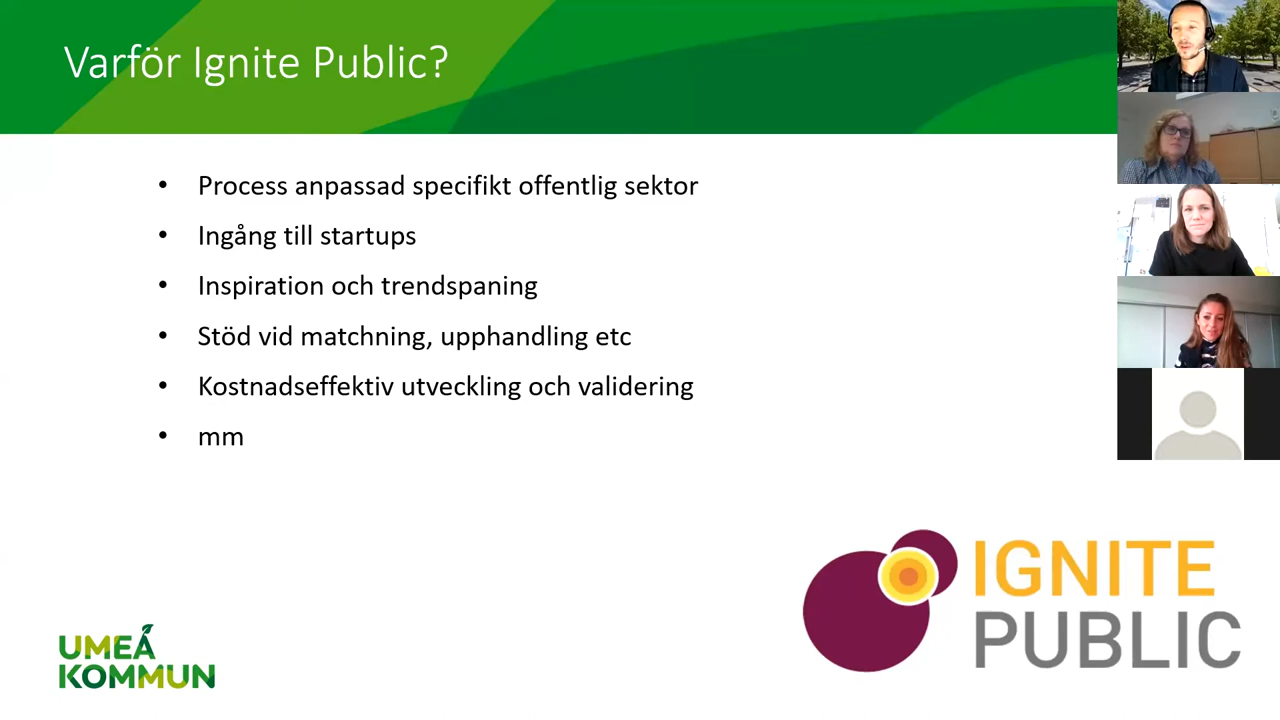 Varför Ignite Public?
• Process anpassad specifikt offentlig sektor
• Ingång till startups
• Inspiration och trendspaning
• Stöd vid matchning, upphandling etc
• Kostnadseffektiv utveckling och validering
• mm
IGNITE
PUBLIC
UMEÅ
KOMMUN